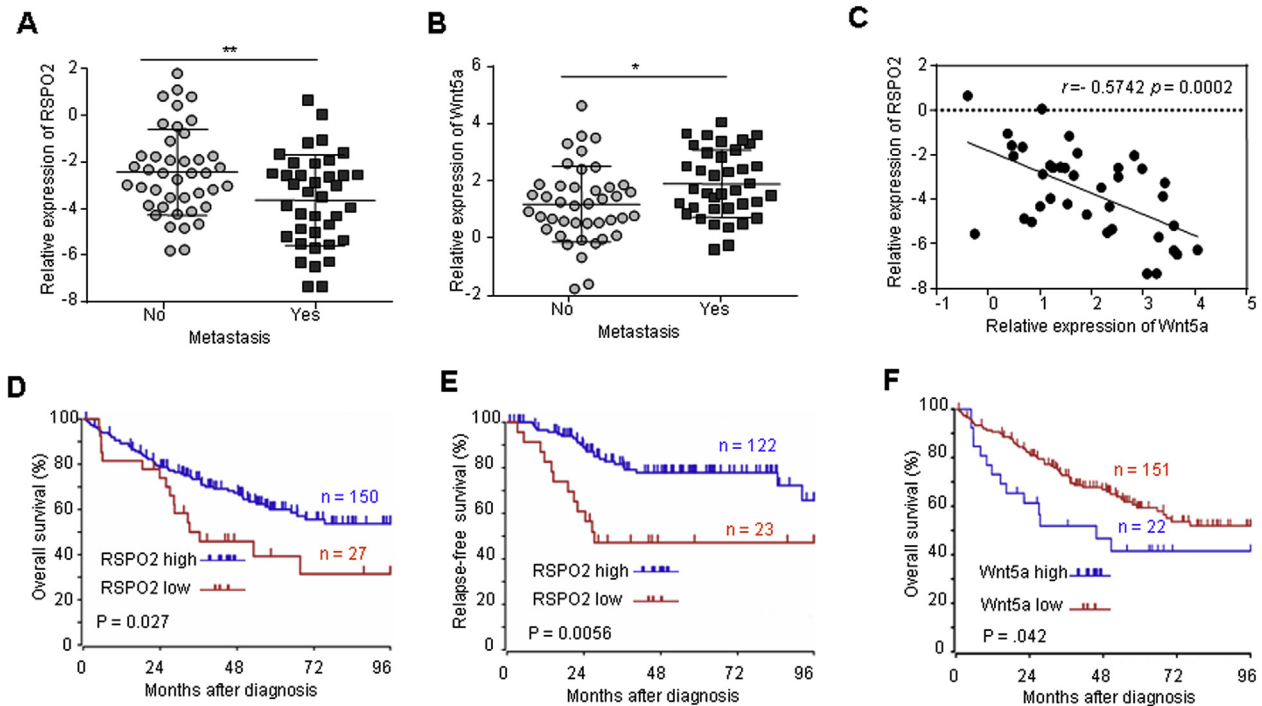 A
Relative expression of RSPO2
2
0
-2
-4
-6
-8
**
No
Yes
Metastasis
B
Relative expression of Wnt5a
6
4
2
0
-2
*
No
Yes
Metastasis
C
Relative expression of RSPO2
2
0
-2
-4
-6
-8
r=- 0.5742 p = 0.0002
-1 0 1 2 3 4 5
Relative expression of Wnt5a
D
Overall survival (%)
100
80
60
40
20
0
n = 150
n = 27
RSPO2 high
RSPO2 low
P = 0.027
0 24 48 72 96
Months after diagnosis
E
Relapse-free survival (%)
100
80
60
40
20
0
n = 122
n = 23
RSPO2 high
RSPO2 low
P = 0.0056
0 24 48 72 96
Months after diagnosis
F
Overall survival (%)
100
80
60
40
20
0
n = 151
n = 22
Wnt5a high
Wnt5a low
P = .042
0 24 48 72 96
Months after diagnosis